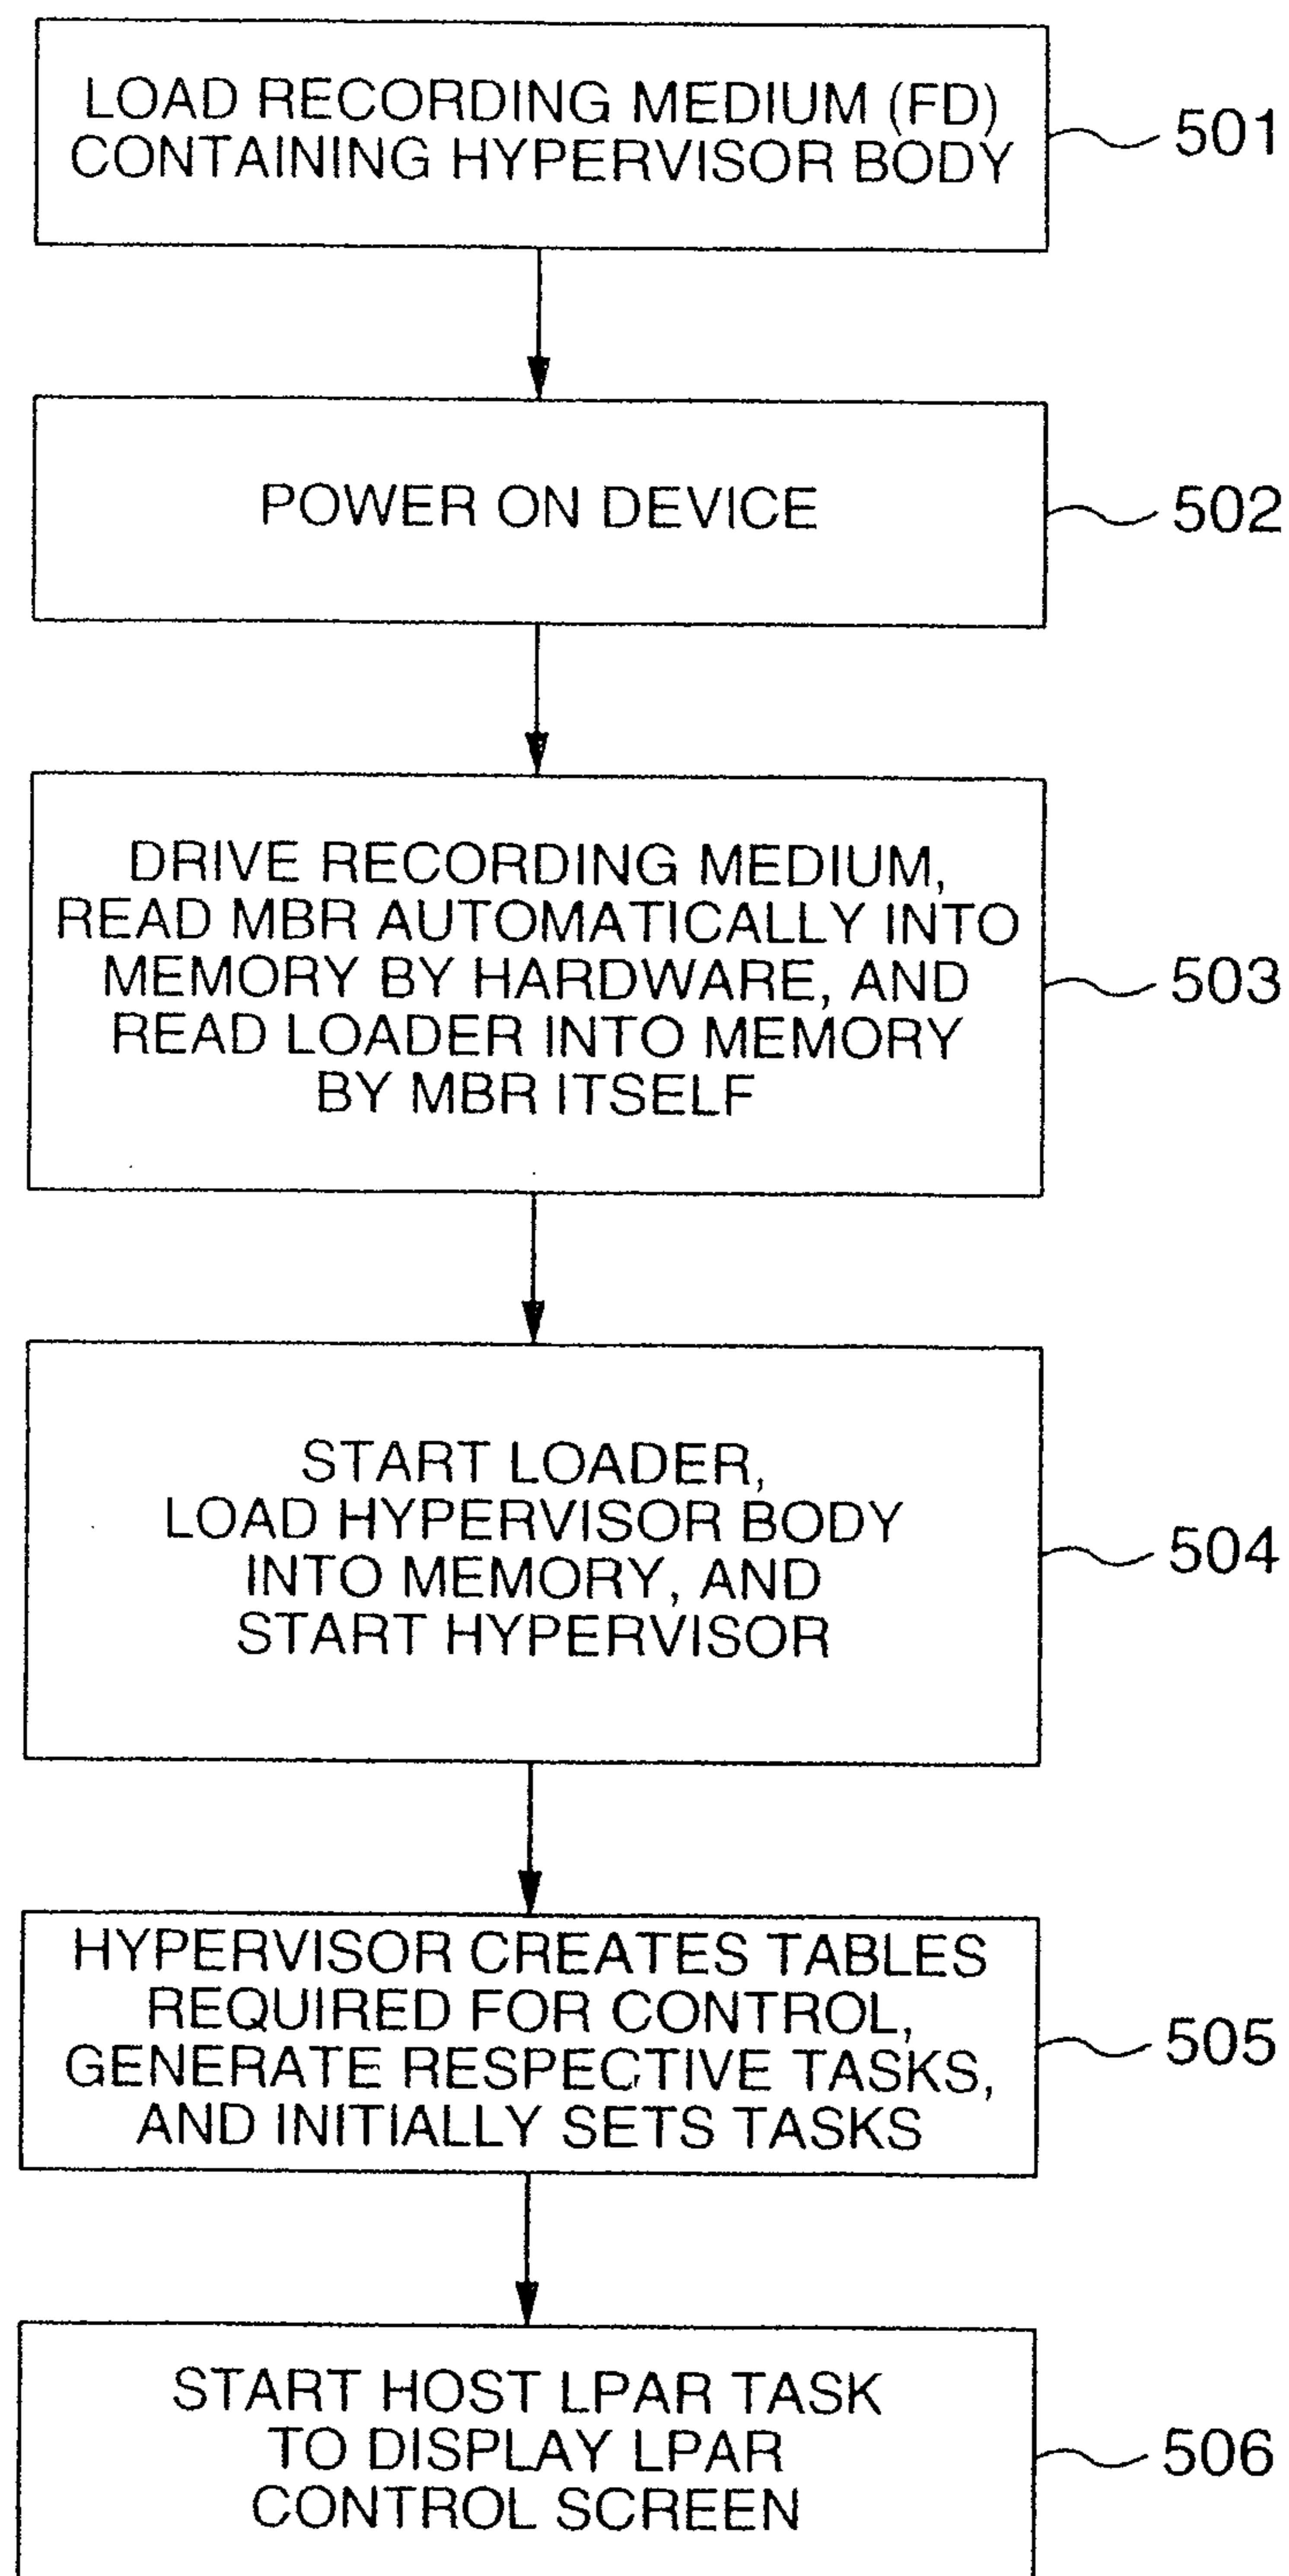 LOAD RECORDING MEDIUM (FD)
CONTAINING HYPERVISOR BODY
501
POWER ON DEVICE
502
DRIVE RECORDING MEDIUM,
READ MBR AUTOMATICALLY INTO
MEMORY BY HARDWARE, AND
READ LOADER INTO MEMORY
BY MBR ITSELF
503
START LOADER,
LOAD HYPERVISOR BODY
INTO MEMORY, AND
START HYPERVISOR
504
HYPERVISOR CREATES TABLES
REQUIRED FOR CONTROL,
GENERATE RESPECTIVE TASKS,
AND INITIALLY SETS TASKS
505
START HOST LPAR TASK
TO DISPLAY LPAR
CONTROL SCREEN
506